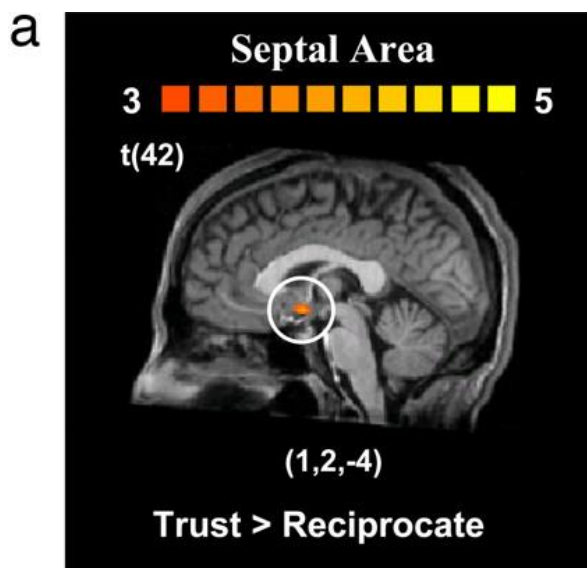 a
Septal Area
3 5
t(42)
(1,2,-4)
Trust > Reciprocate